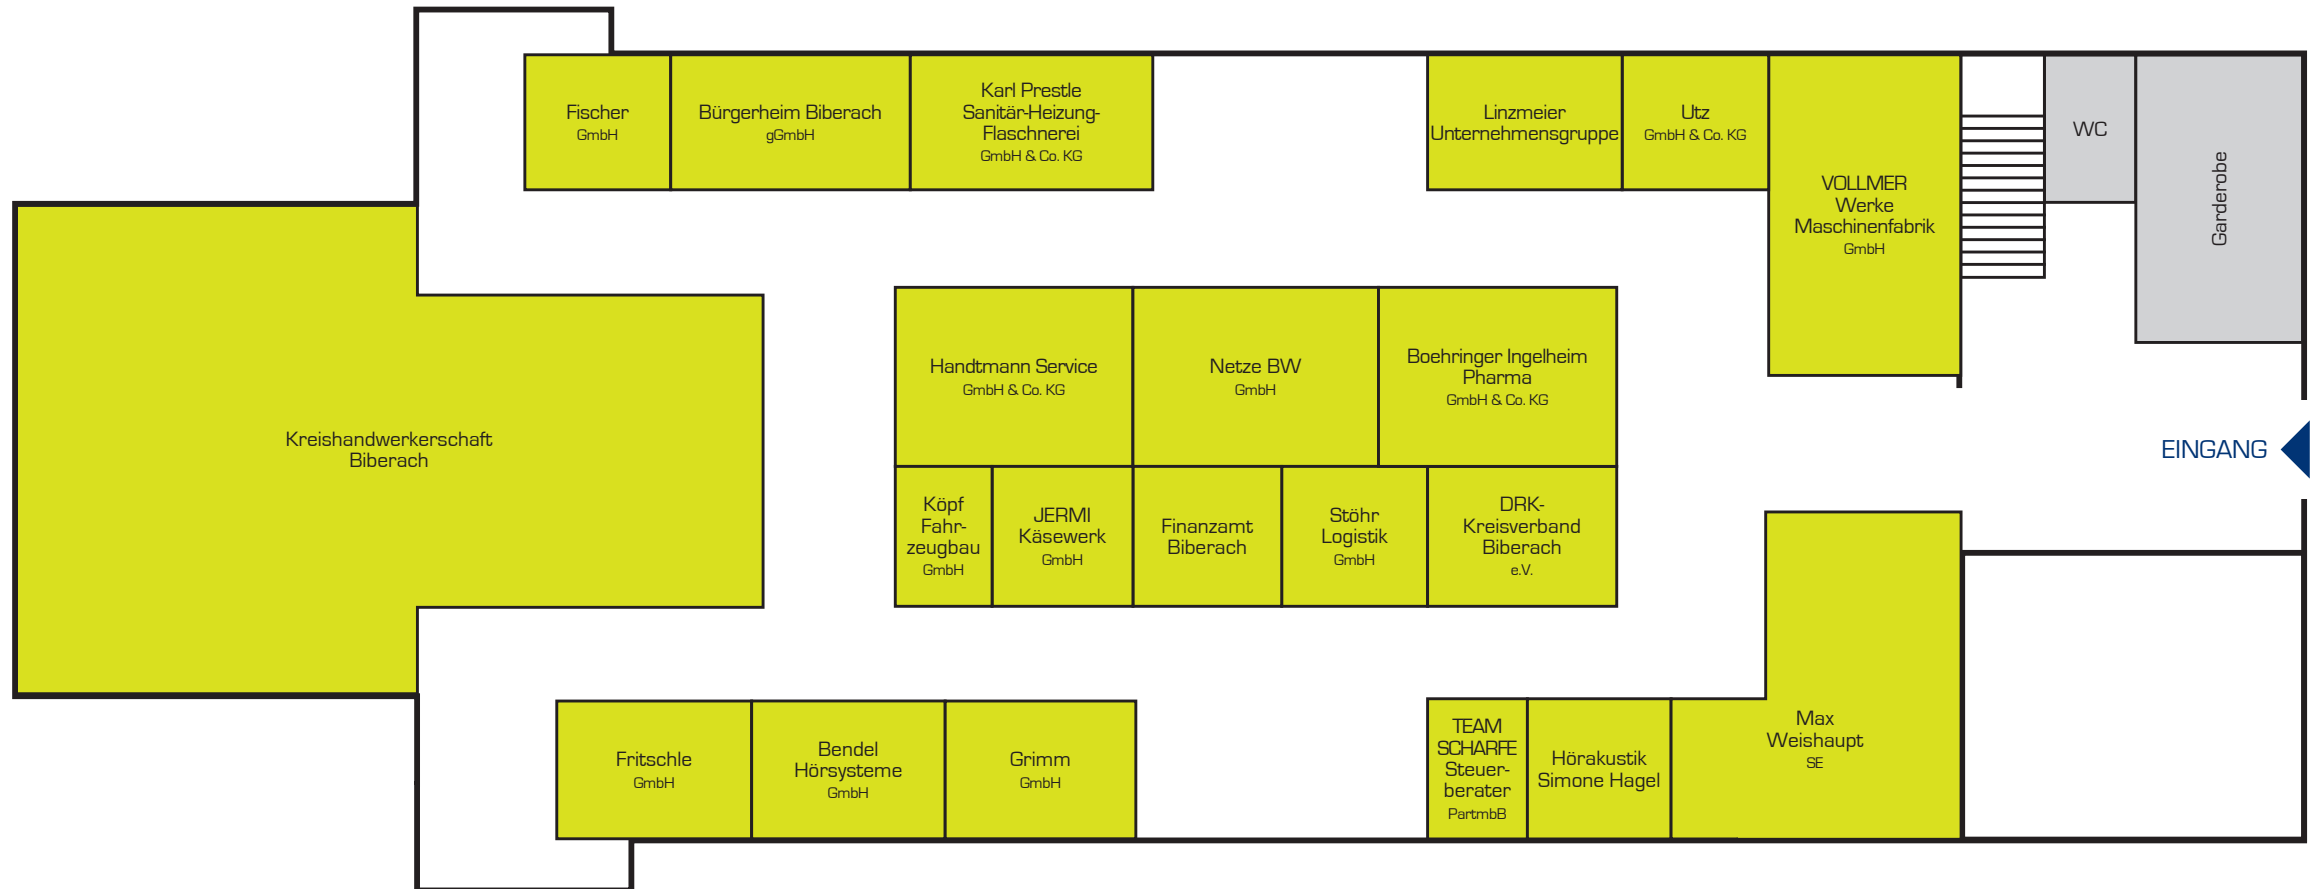 Fischer
GmbH
Bürgerheim Biberach
gGmbH
Karl Prestle
Sanitär-Heizung-
Flaschnerei
GmbH & Co. KG
Linzmeier
Unternehmensgruppe
Utz
GmbH & Co. KG
VOLLMER
Werke
Maschinenfabrik
GmbH
WC
Garderobe
Kreishandwerkerschaft
Biberach
Handtmann Service
GmbH & Co. KG
Netze BW
GmbH
Boehringer Ingelheim
Pharma
GmbH & Co. KG
EINGANG
Köpf
Fahr-
zeugbau
GmbH
JERMI
Käsewerk
GmbH
Finanzamt
Biberach
Stöhr
Logistik
GmbH
DRK-
Kreisverband
Biberach
e.V.
Fritschle
GmbH
Bendel
Hörsysteme
GmbH
Grimm
GmbH
TEAM
SCHARFE
Steuer-
berater
PartmbB
Hörakustik
Simone Hagel
Max
Weishaupt
SE